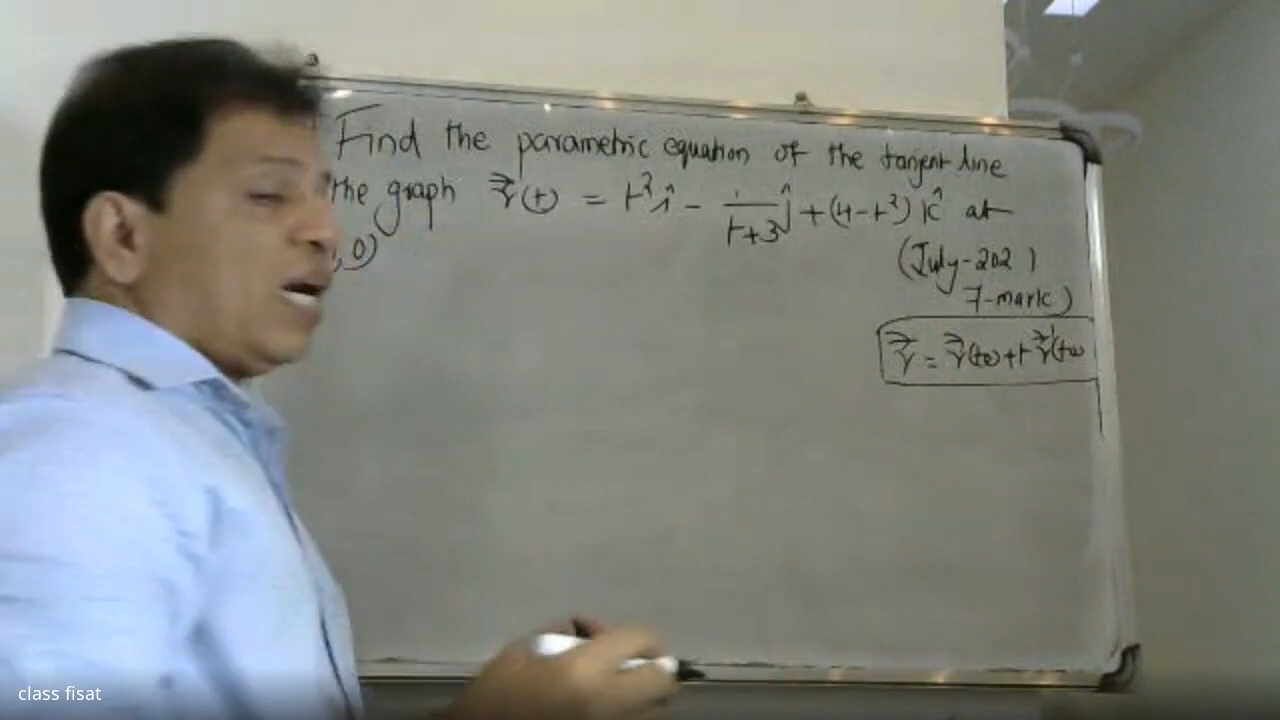 Find the parametric equation of the tangent line
the graph r⃗(t) = t²î - 1/(t+3) ĵ + (4-t²) k̂ at
, 0)
(July-2021
7-mark)
r⃗ = r⃗(t₀) + t r⃗'(t₀)
class fisat